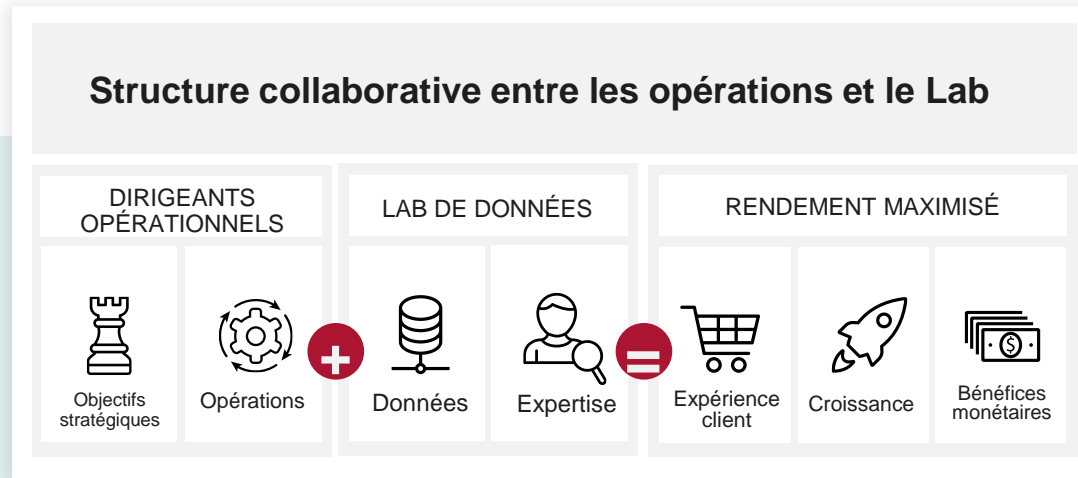 Structure collaborative entre les opérations et le Lab
DIRIGEANTS
OPÉRATIONNELS
LAB DE DONNÉES
RENDEMENT MAXIMISÉ
Objectifs
stratégiques
Opérations
+
Données
Expertise
=
Expérience
client
Croissance
$
Bénéfices
monétaires